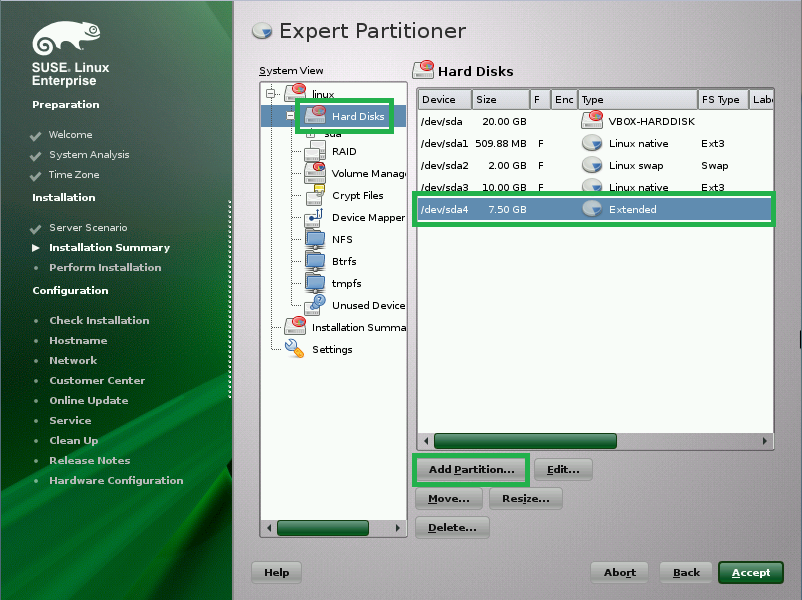 SUSE® Linux
Enterprise
Preparation
Welcome
System Analysis
Time Zone
Installation
Server Scenario
Installation Summary
Perform Installation
Configuration
Check Installation
Hostname
Network
Customer Center
Online Update
Service
Clean Up
Release Notes
Hardware Configuration
Expert Partitioner
System View
linux
Hard Disks
sda
RAID
Volume Manag
Crypt Files
Device Mapper
NFS
Btrfs
tmpfs
Unused Device
Installation Summa
Settings
Hard Disks
Device Size F Enc Type FS Type Labe
/dev/sda 20.00 GB VBOX-HARDDISK
/dev/sda1 509.88 MB F Linux native Ext3
/dev/sda2 2.00 GB F Linux swap Swap
/dev/sda3 10.00 GB F Linux native Ext3
/dev/sda4 7.50 GB Extended
Add Partition... Edit...
Move... Resize...
Delete...
Help Abort Back Accept